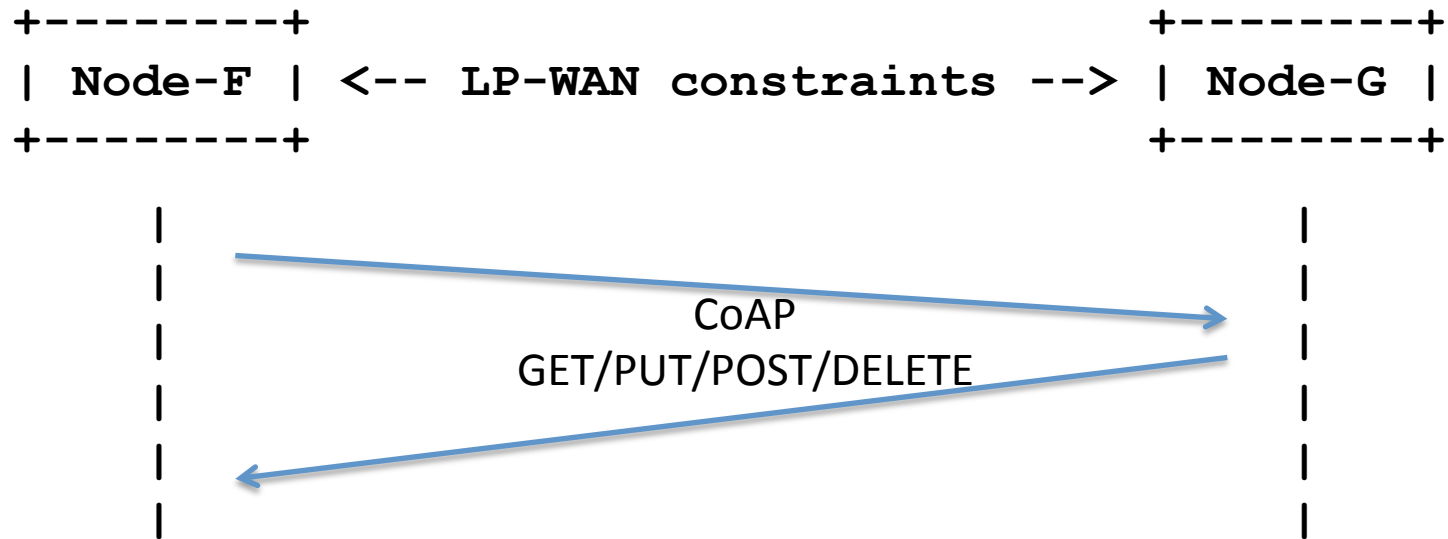 +--------+                              +--------+
| Node-F | <-- LP-WAN constraints --> | Node-G |
+--------+                              +--------+
|                                        |
|                                        |
CoAP
|                                        |
GET/PUT/POST/DELETE
|                                        |
|                                        |
|                                        |